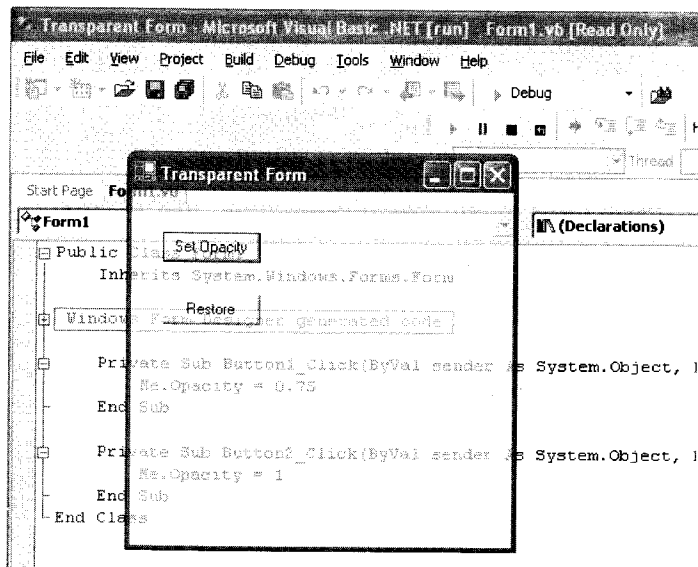 Transparent Form - Microsoft Visual Basic .NET [run] - Form1.vb [Read Only]
File Edit View Project Build Debug Tools Window Help
Debug
Thread
Transparent Form
Start Page Form1.vb
Form1
(Declarations)
Set Opacity
Public Class Form1
Inherits System.Windows.Forms.Form
Restore
Windows Form Designer generated code
Private Sub Button1_Click(ByVal sender As System.Object,
Me.Opacity = 0.75
End Sub
Private Sub Button2_Click(ByVal sender As System.Object,
Me.Opacity = 1
End Sub
End Class